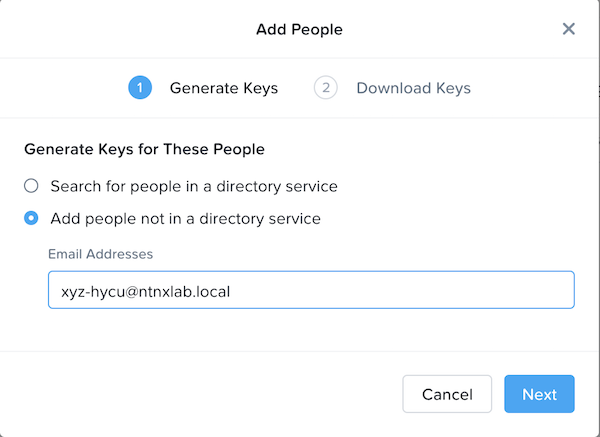 Add People
1 Generate Keys 2 Download Keys
Generate Keys for These People
Search for people in a directory service
Add people not in a directory service
Email Addresses
xyz-hycu@ntnxlab.local
Cancel Next